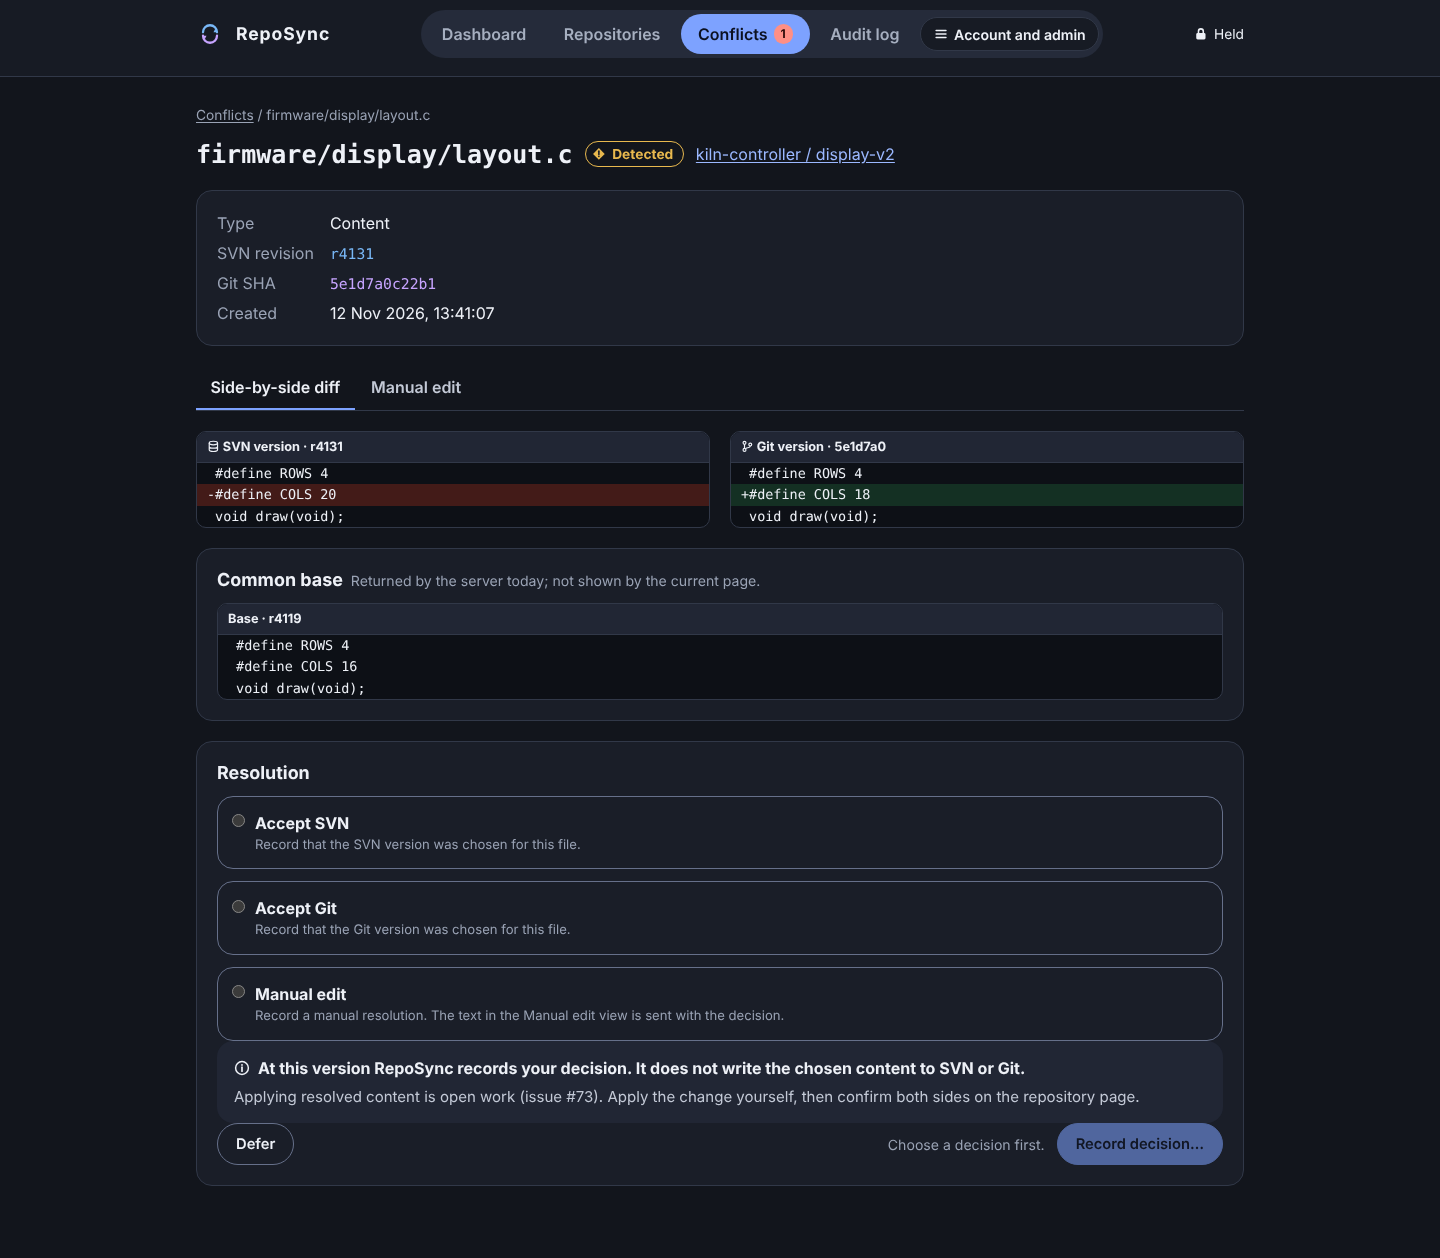 RepoSync
Dashboard
Repositories
Conflicts 1
Audit log
Account and admin
Held
Conflicts / firmware/display/layout.c
firmware/display/layout.c
Detected
kiln-controller / display-v2
Type Content
SVN revision r4131
Git SHA 5e1d7a0c22b1
Created 12 Nov 2026, 13:41:07
Side-by-side diff
Manual edit
SVN version · r4131
#define ROWS 4
-#define COLS 20
void draw(void);
Git version · 5e1d7a0
#define ROWS 4
+#define COLS 18
void draw(void);
Common base Returned by the server today; not shown by the current page.
Base · r4119
#define ROWS 4
#define COLS 16
void draw(void);
Resolution
Accept SVN
Record that the SVN version was chosen for this file.
Accept Git
Record that the Git version was chosen for this file.
Manual edit
Record a manual resolution. The text in the Manual edit view is sent with the decision.
At this version RepoSync records your decision. It does not write the chosen content to SVN or Git.
Applying resolved content is open work (issue #73). Apply the change yourself, then confirm both sides on the repository page.
Defer
Choose a decision first.
Record decision...